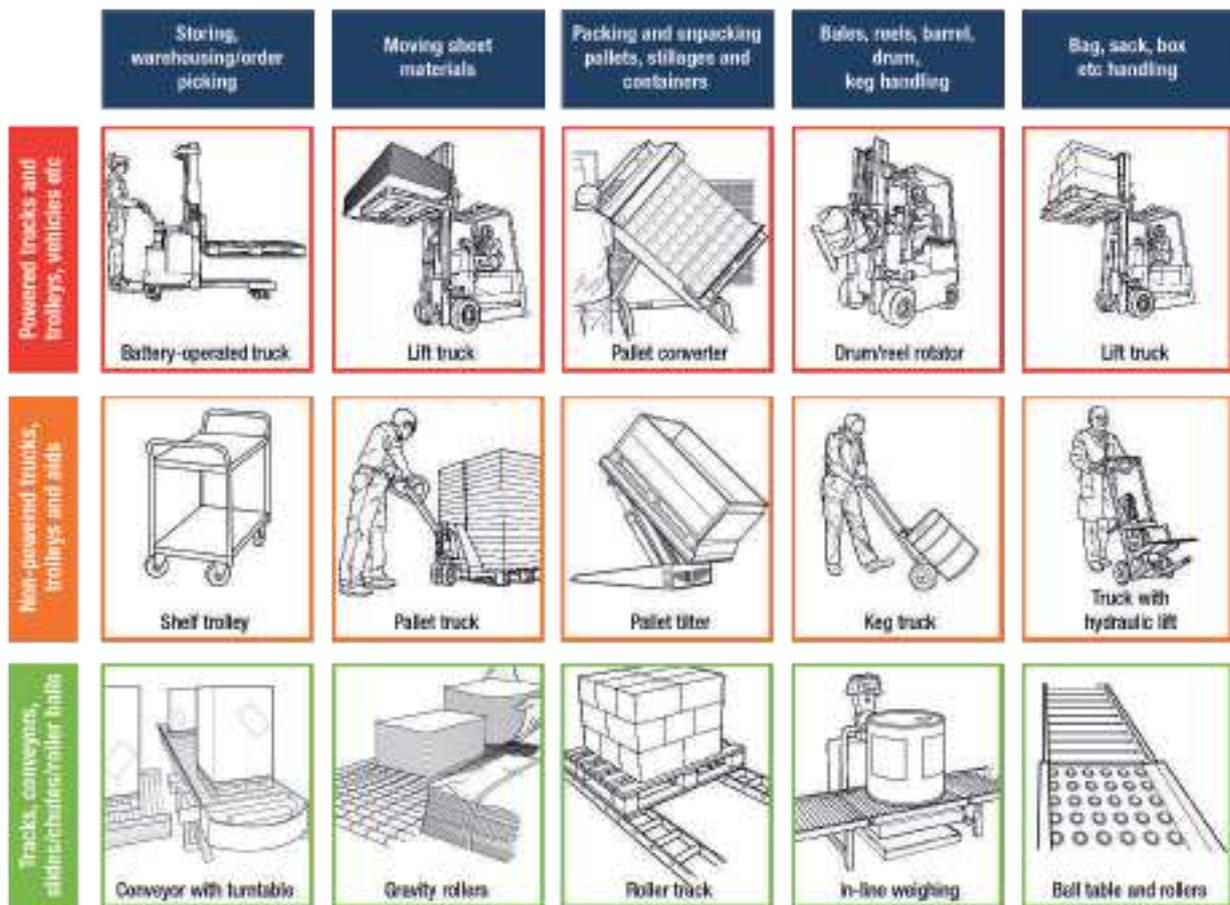 Storing,
warehousing/order
picking
Moving sheet
materials
Packing and unpacking
pallets, stillages and
containers
Bales, reels, barrel,
drum,
keg handling
Bag, sack, box
etc handling
Powered trucks and
trolleys, vehicles etc
Battery-operated truck
Lift truck
Pallet converter
Drum/reel rotator
Lift truck
Non-powered trucks,
trolleys and aids
Shelf trolley
Pallet truck
Pallet tilter
Keg truck
Truck with
hydraulic lift
Tracks, conveyors,
slides/chutes/roller balls
Conveyor with turntable
Gravity rollers
Roller track
In-line weighing
Ball table and rollers